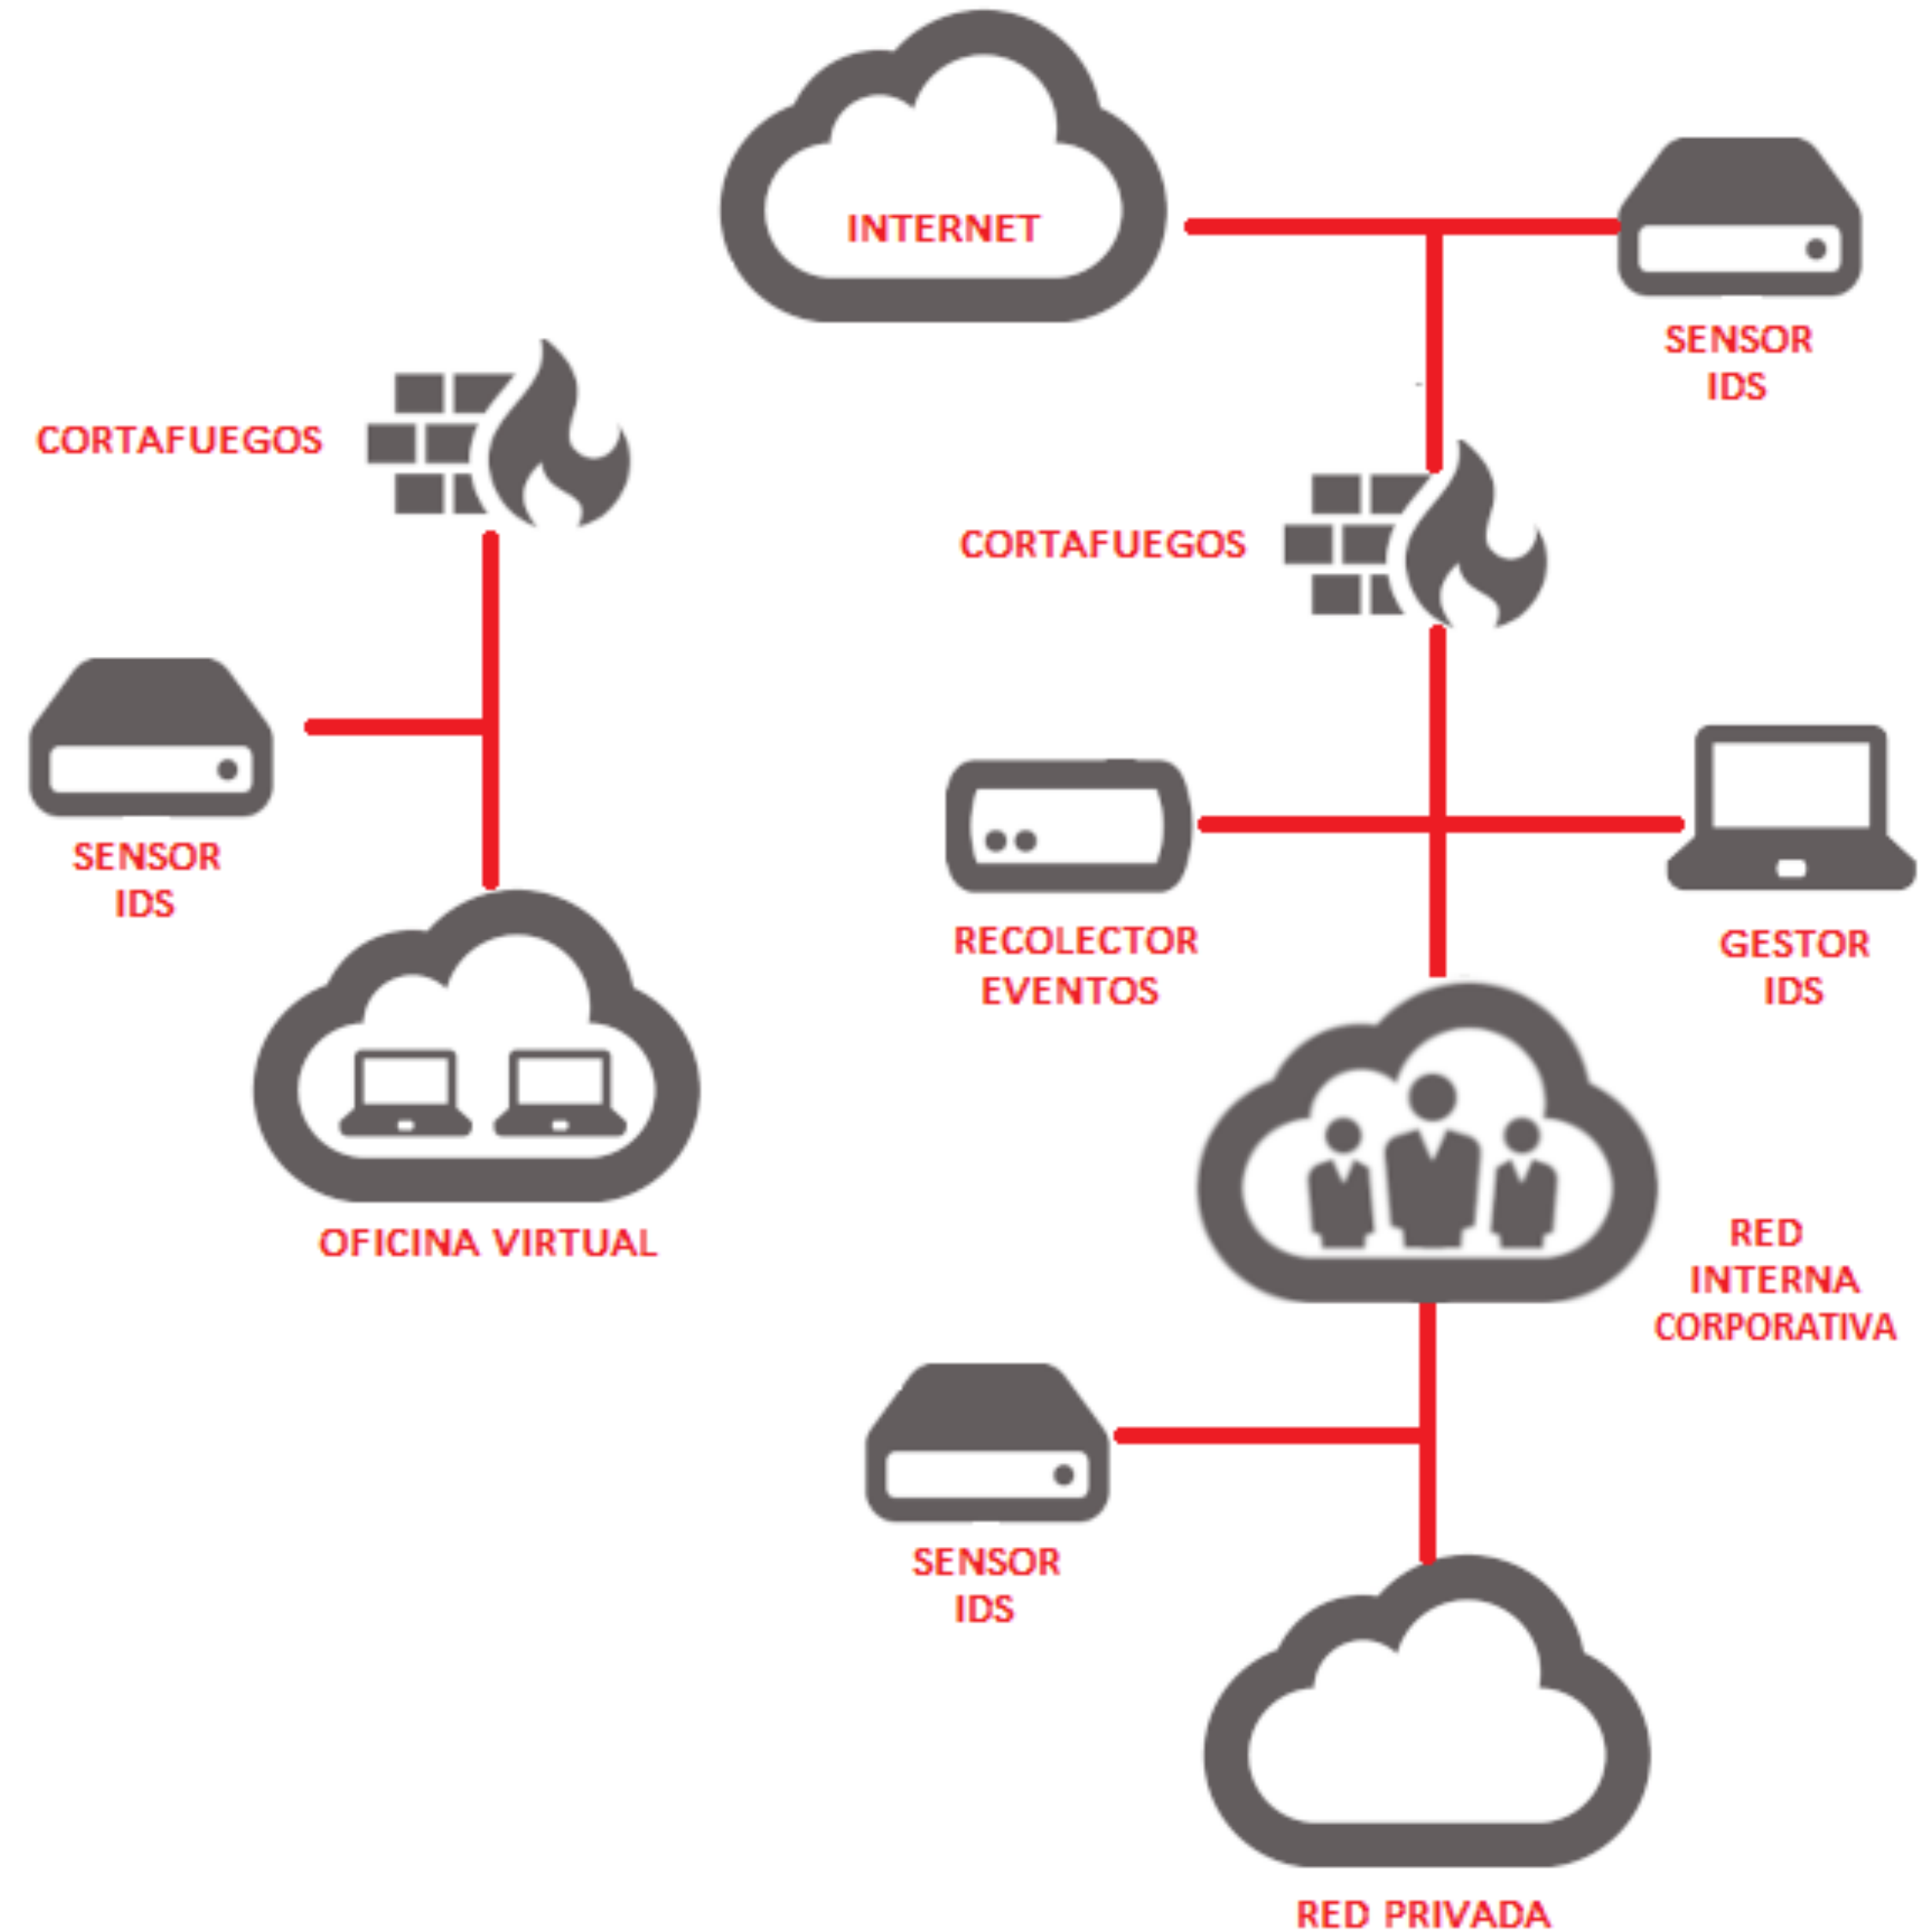 INTERNET
SENSOR
IDS
CORTAFUEGOS
CORTAFUEGOS
SENSOR
IDS
RECOLECTOR
EVENTOS
GESTOR
IDS
OFICINA VIRTUAL
RED
INTERNA
CORPORATIVA
SENSOR
IDS
RED PRIVADA